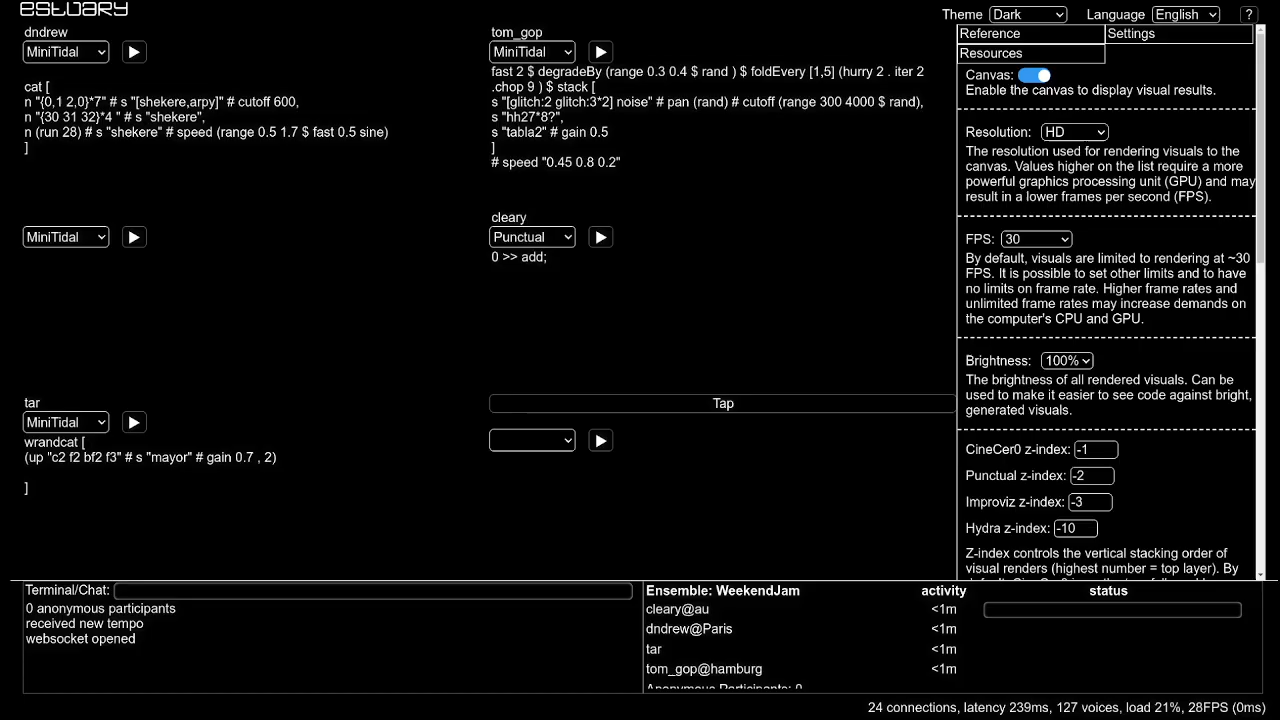 estuary
Theme Dark Language English ?
dndrew
MiniTidal
cat [
n "{0,1 2,0}*7" # s "[shekere,arpy]" # cutoff 600,
n "{30 31 32}*4 " # s "shekere",
n (run 28) # s "shekere" # speed (range 0.5 1.7 $ fast 0.5 sine)
]
tom_gop
MiniTidal
fast 2 $ degradeBy (range 0.3 0.4 $ rand ) $ foldEvery [1,5] (hurry 2 . iter 2
.chop 9 ) $ stack [
s "[glitch:2 glitch:3*2] noise" # pan (rand) # cutoff (range 300 4000 $ rand),
s "hh27*8?",
s "tabla2" # gain 0.5
]
# speed "0.45 0.8 0.2"
MiniTidal
cleary
Punctual
0 >> add;
tar
MiniTidal
wrandcat [
(up "c2 f2 bf2 f3" # s "mayor" # gain 0.7 , 2)
]
Tap
Reference
Settings
Resources
Canvas:
Enable the canvas to display visual results.
Resolution: HD
The resolution used for rendering visuals to the
canvas. Values higher on the list require a more
powerful graphics processing unit (GPU) and may
result in a lower frames per second (FPS).
FPS: 30
By default, visuals are limited to rendering at ~30
FPS. It is possible to set other limits and to have
no limits on frame rate. Higher frame rates and
unlimited frame rates may increase demands on
the computer's CPU and GPU.
Brightness: 100%
The brightness of all rendered visuals. Can be
used to make it easier to see code against bright,
generated visuals.
CineCer0 z-index: -1
Punctual z-index: -2
Improviz z-index: -3
Hydra z-index: -10
Z-index controls the vertical stacking order of
visual renders (highest number = top layer). By
Terminal/Chat:
0 anonymous participants
received new tempo
websocket opened
Ensemble: WeekendJam activity status
cleary@au <1m
dndrew@Paris <1m
tar <1m
tom_gop@hamburg <1m
Anonymous Participants: 0
24 connections, latency 239ms, 127 voices, load 21%, 28FPS (0ms)